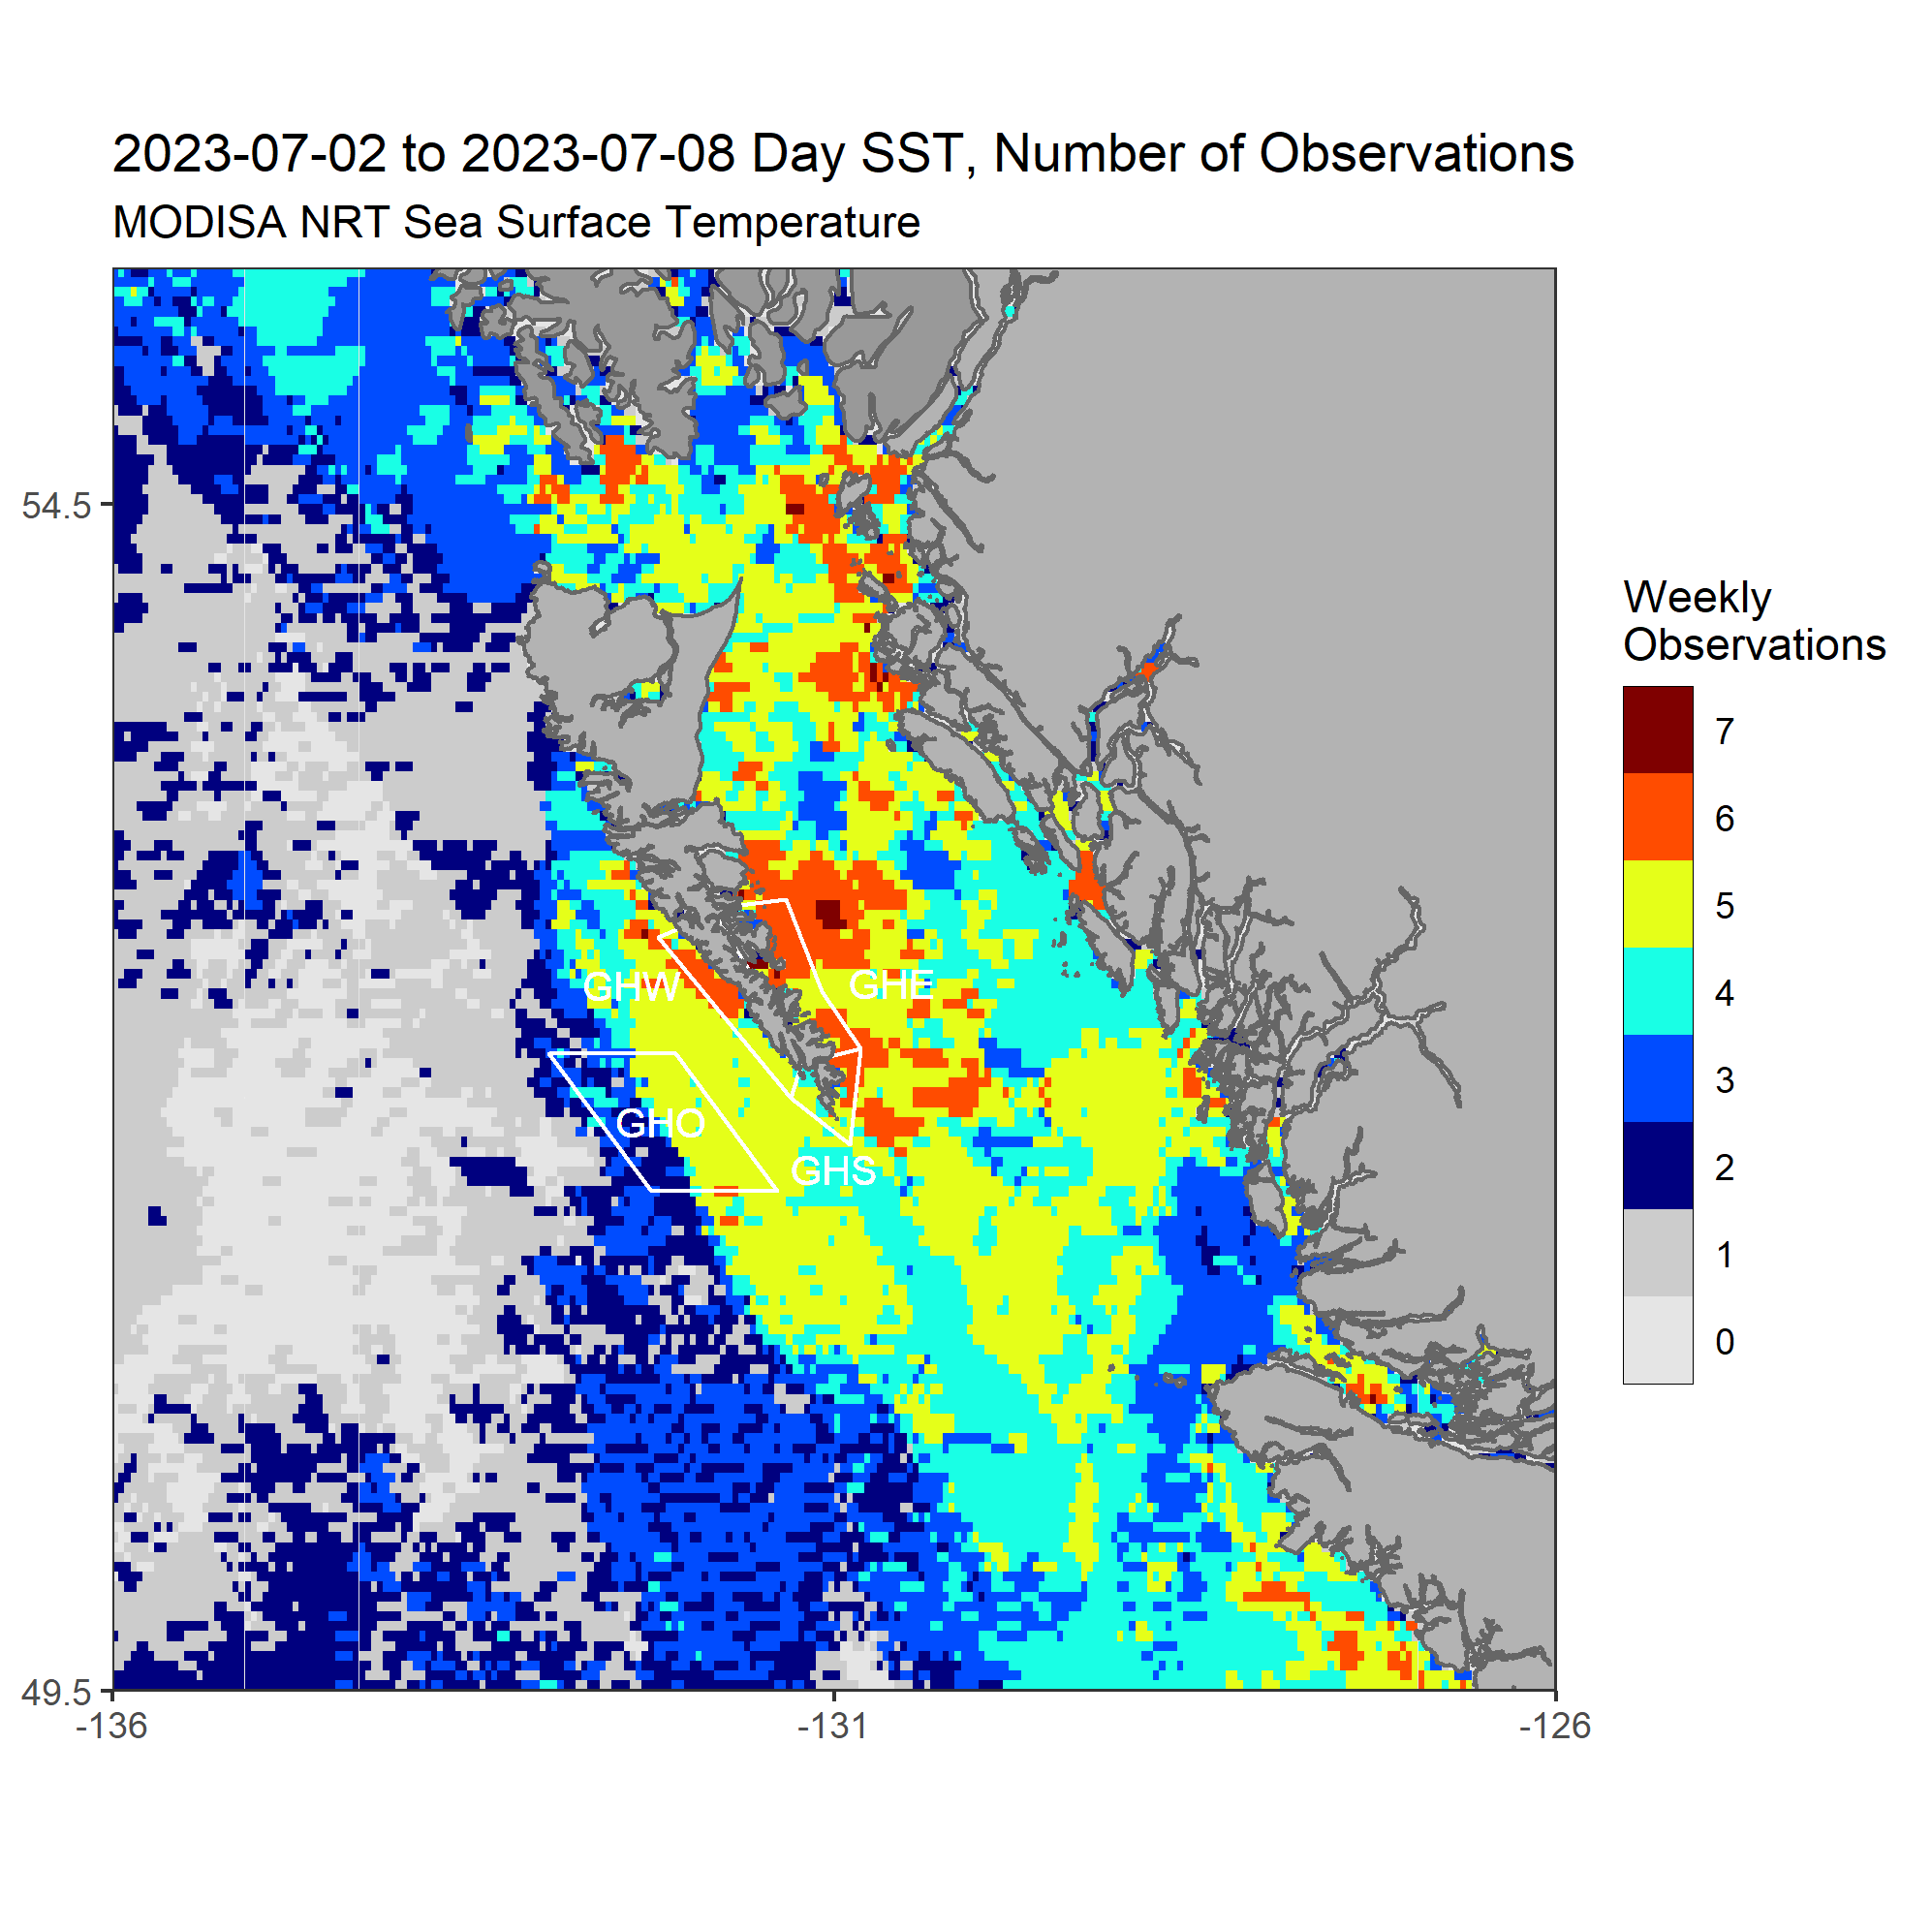 2023-07-02 to 2023-07-08 Day SST, Number of Observations
MODISA NRT Sea Surface Temperature
54.5
49.5
-136
-131
-126
GHW
GHE
GHO
GHS
Weekly
Observations
7
6
5
4
3
2
1
0